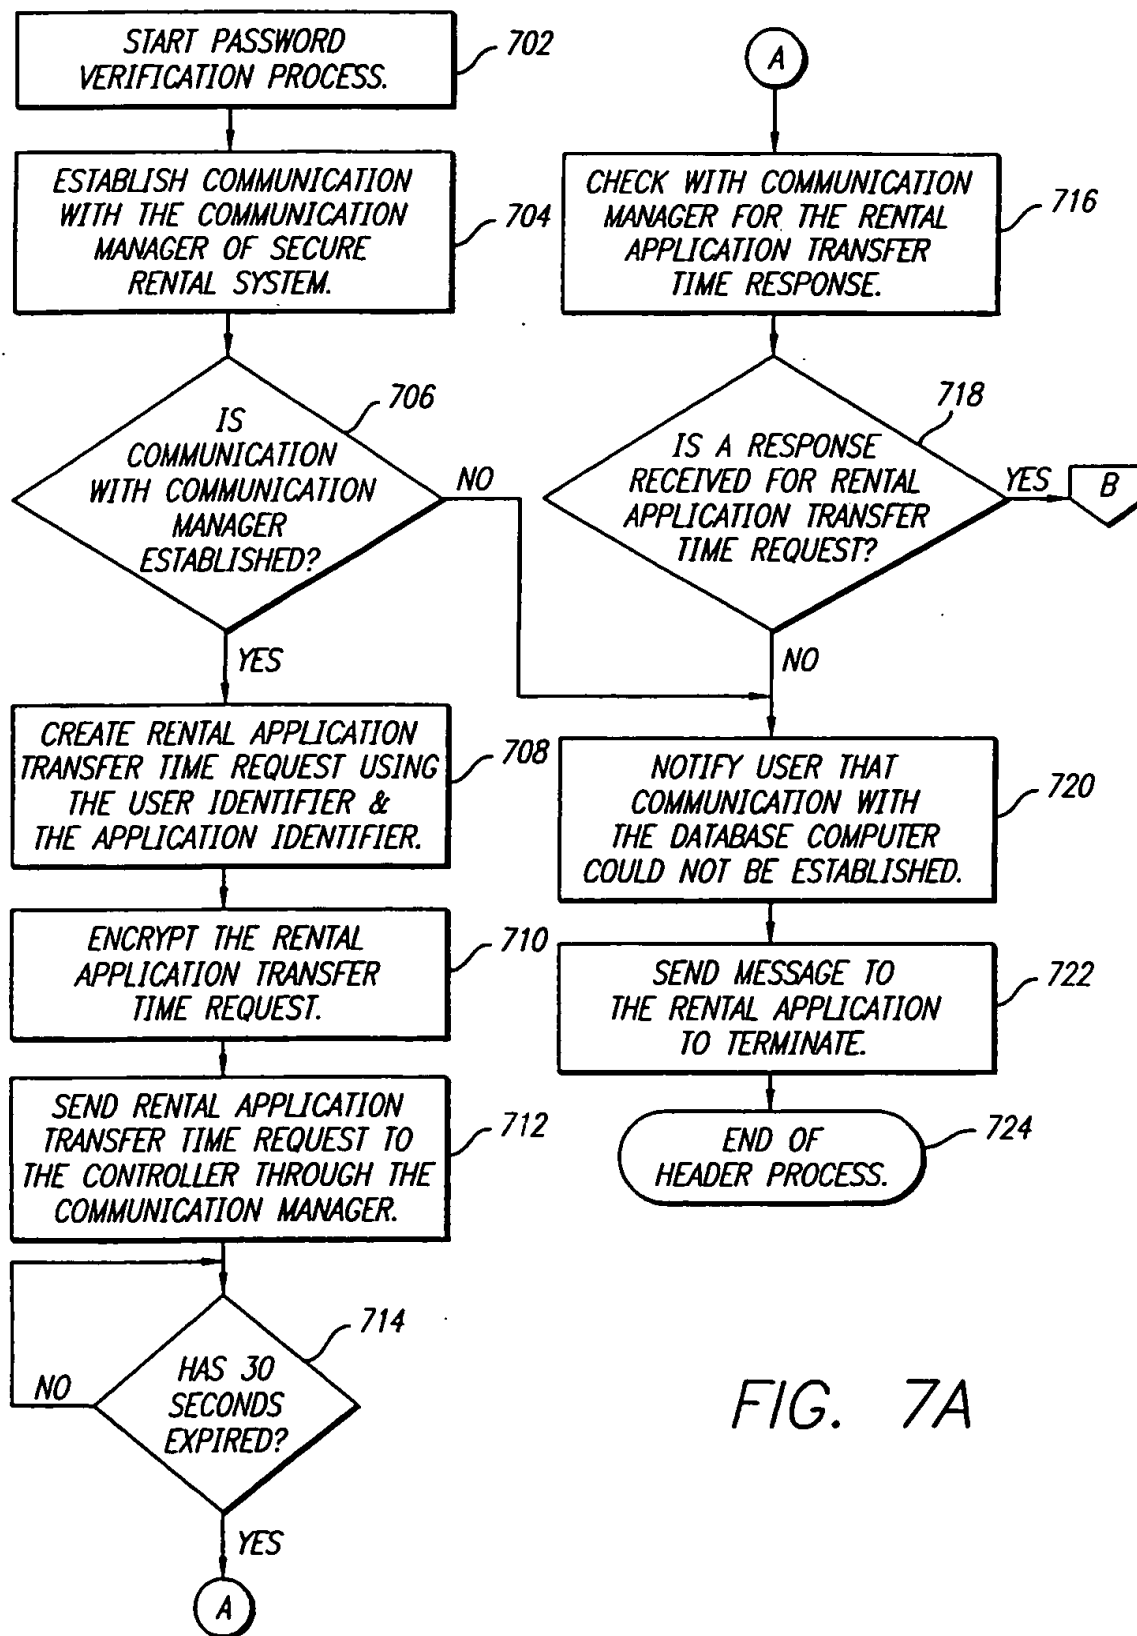 START PASSWORD
VERIFICATION PROCESS.
702
ESTABLISH COMMUNICATION
WITH THE COMMUNICATION
MANAGER OF SECURE
RENTAL SYSTEM.
704
IS
COMMUNICATION
WITH COMMUNICATION
MANAGER
ESTABLISHED?
706
NO
YES
CREATE RENTAL APPLICATION
TRANSFER TIME REQUEST USING
THE USER IDENTIFIER &
THE APPLICATION IDENTIFIER.
708
ENCRYPT THE RENTAL
APPLICATION TRANSFER
TIME REQUEST.
710
SEND RENTAL APPLICATION
TRANSFER TIME REQUEST TO
THE CONTROLLER THROUGH THE
COMMUNICATION MANAGER.
712
HAS 30
SECONDS
EXPIRED?
714
NO
YES
A
A
CHECK WITH COMMUNICATION
MANAGER FOR THE RENTAL
APPLICATION TRANSFER
TIME RESPONSE.
716
IS A RESPONSE
RECEIVED FOR RENTAL
APPLICATION TRANSFER
TIME REQUEST?
718
YES
B
NO
NOTIFY USER THAT
COMMUNICATION WITH
THE DATABASE COMPUTER
COULD NOT BE ESTABLISHED.
720
SEND MESSAGE TO
THE RENTAL APPLICATION
TO TERMINATE.
722
END OF
HEADER PROCESS.
724
FIG. 7A